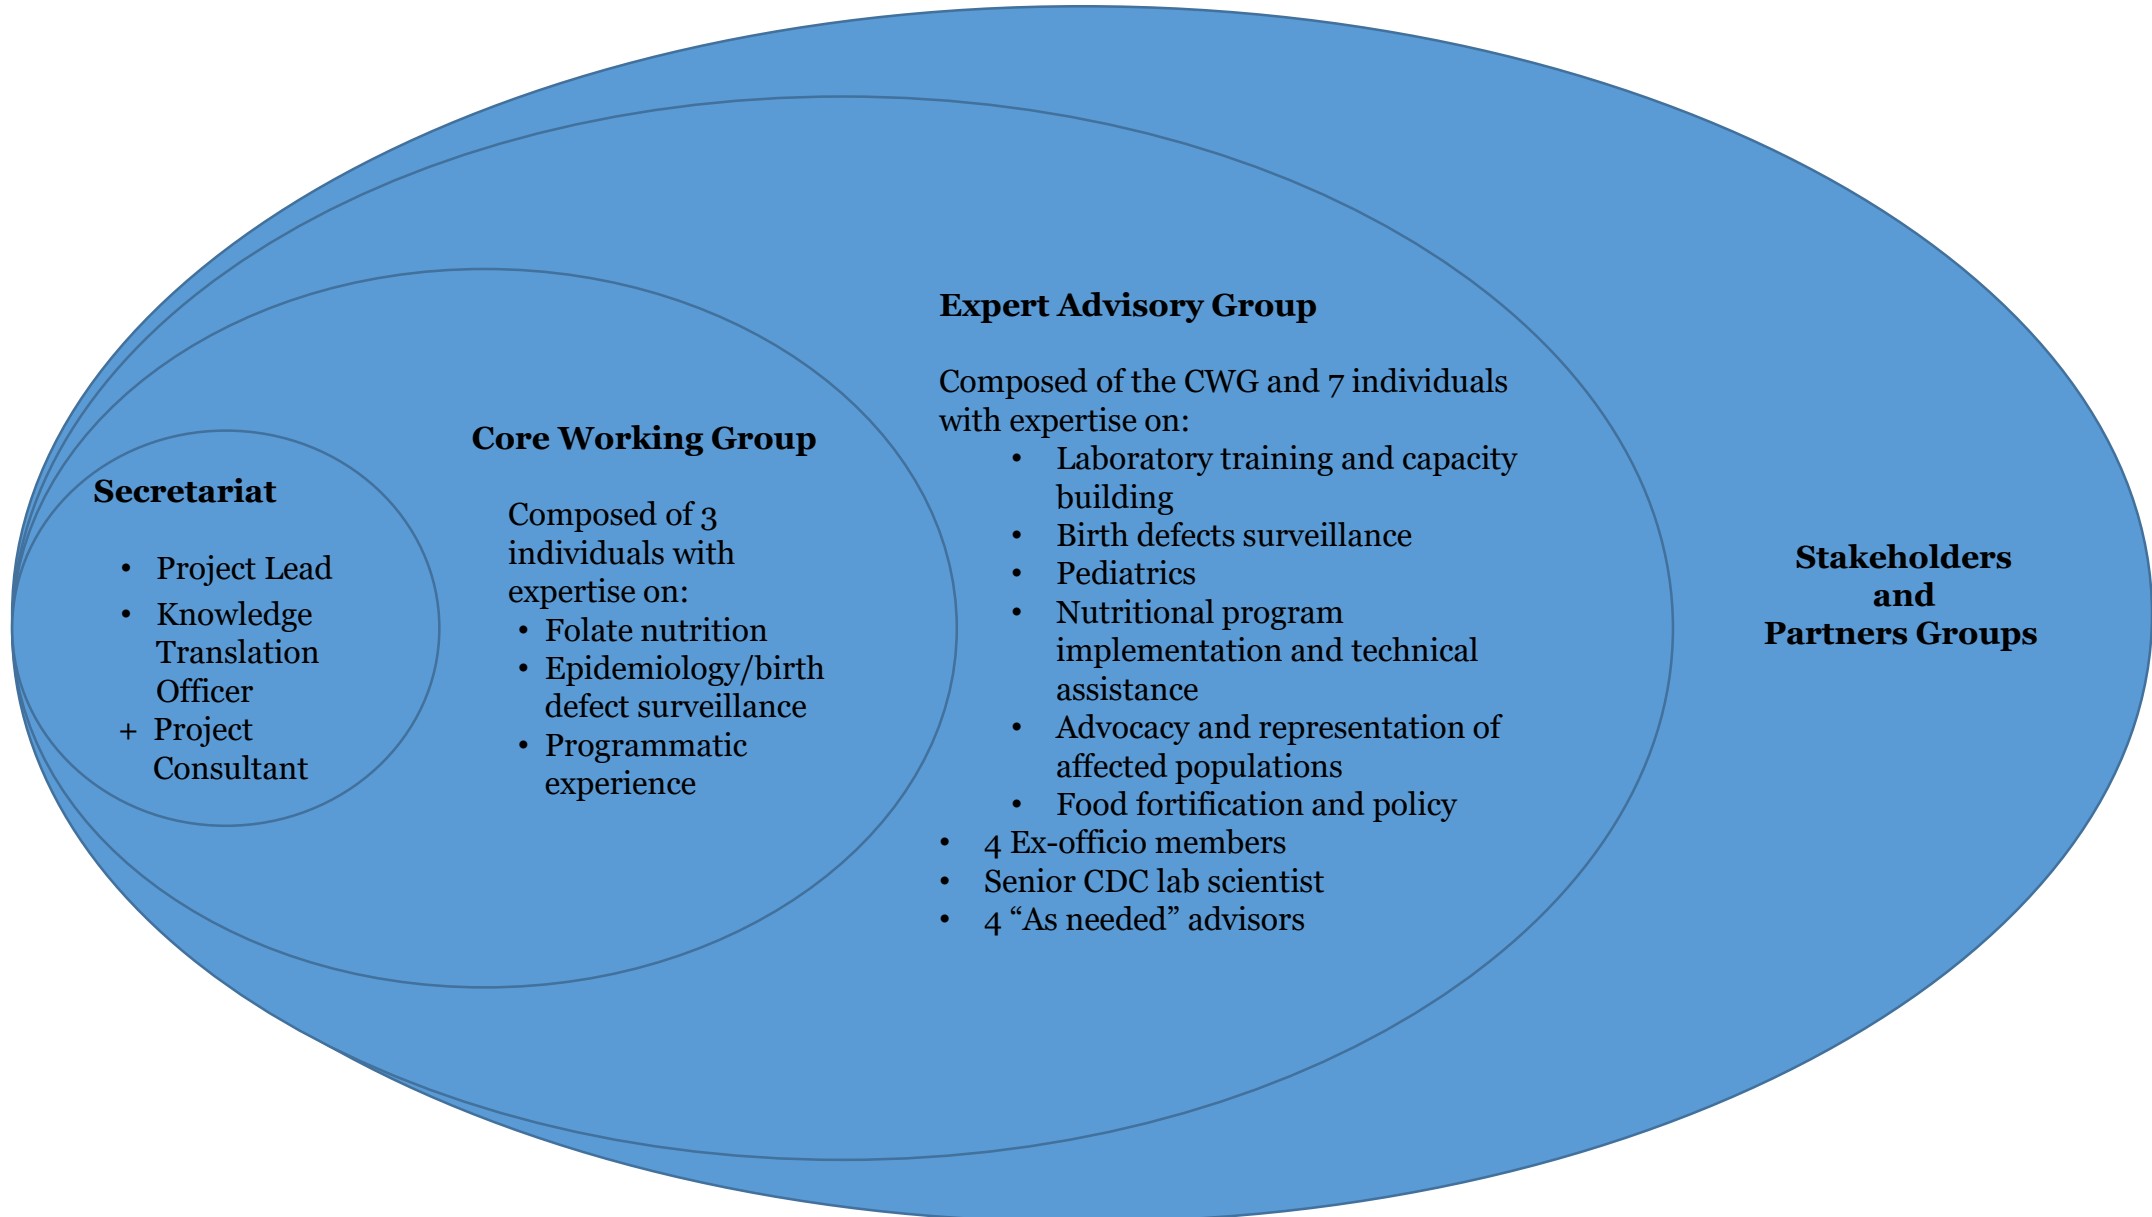 Secretariat
• Project Lead
• Knowledge
Translation
Officer
+ Project
Consultant
Core Working Group
Composed of 3
individuals with
expertise on:
• Folate nutrition
• Epidemiology/birth
defect surveillance
• Programmatic
experience
Expert Advisory Group
Composed of the CWG and 7 individuals
with expertise on:
• Laboratory training and capacity
building
• Birth defects surveillance
• Pediatrics
• Nutritional program
implementation and technical
assistance
• Advocacy and representation of
affected populations
• Food fortification and policy
• 4 Ex-officio members
• Senior CDC lab scientist
• 4 “As needed” advisors
Stakeholders
and
Partners Groups